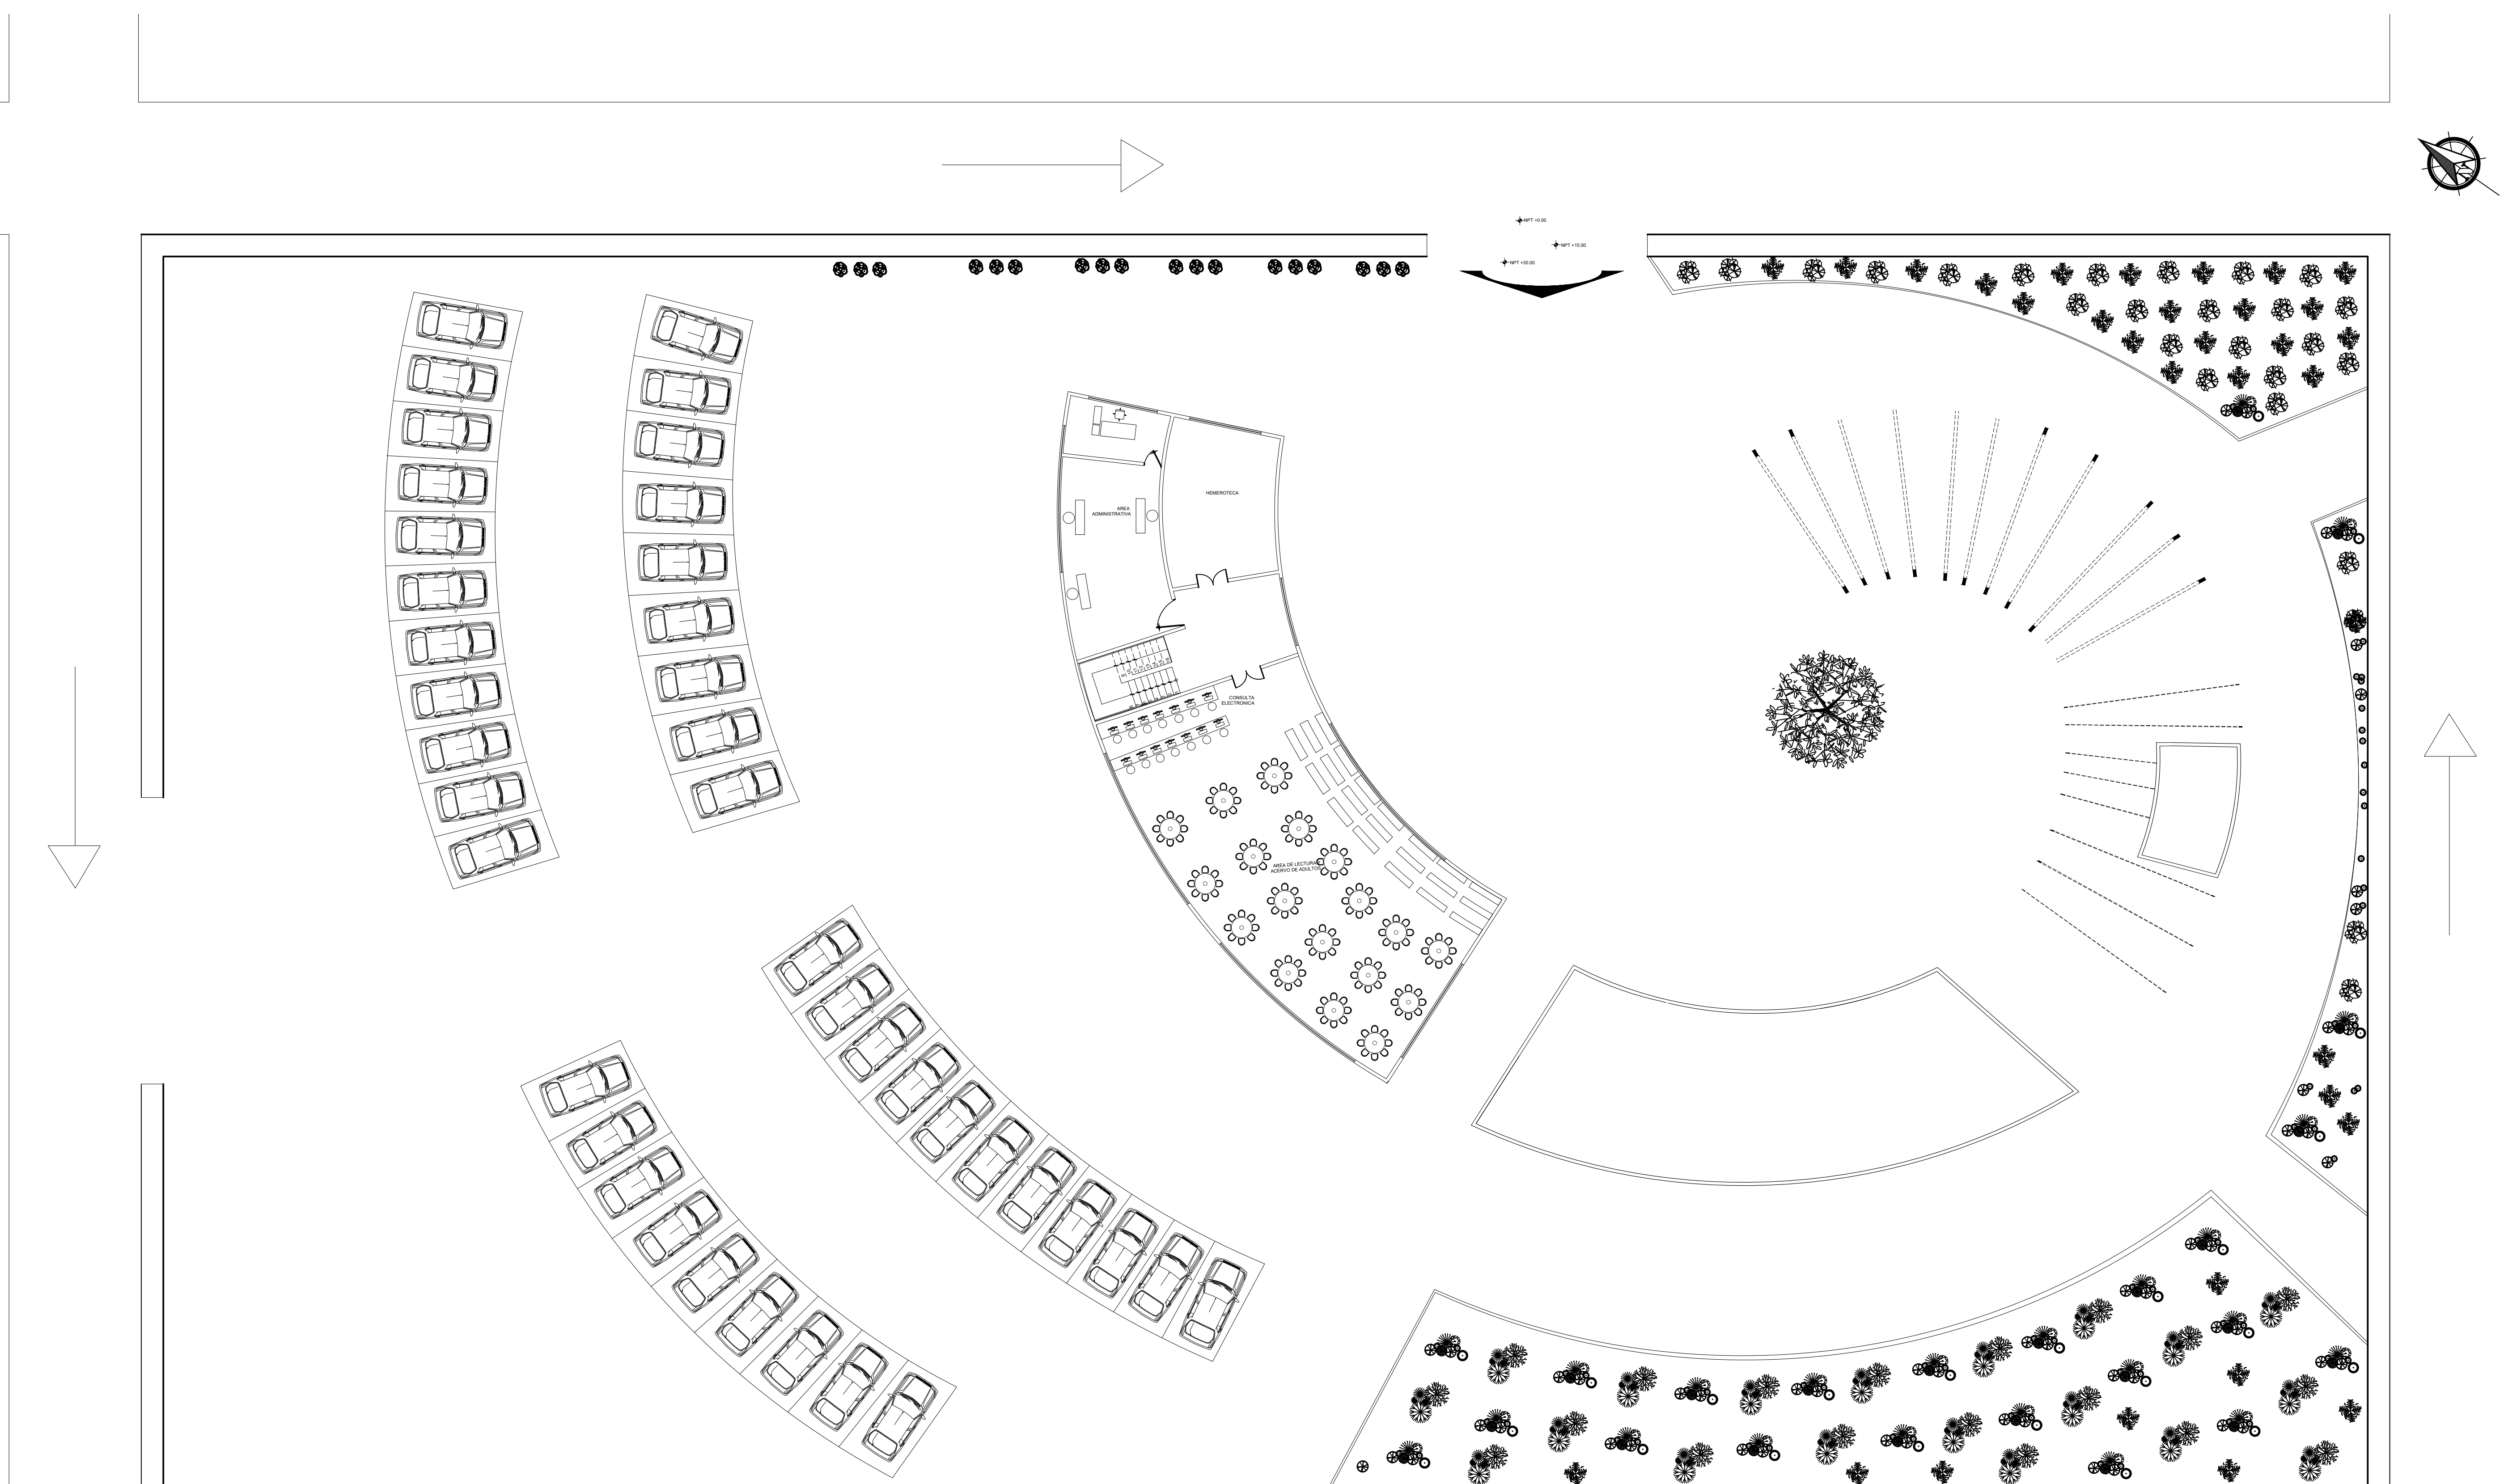 NPT +0.00
NPT +15.00
NPT +30.00
HEMEROTECA
AREA
ADMINISTRATIVA
CONSULTA
ELECTRONICA
AREA DE LECTURA
ACERVO DE ADULTOS